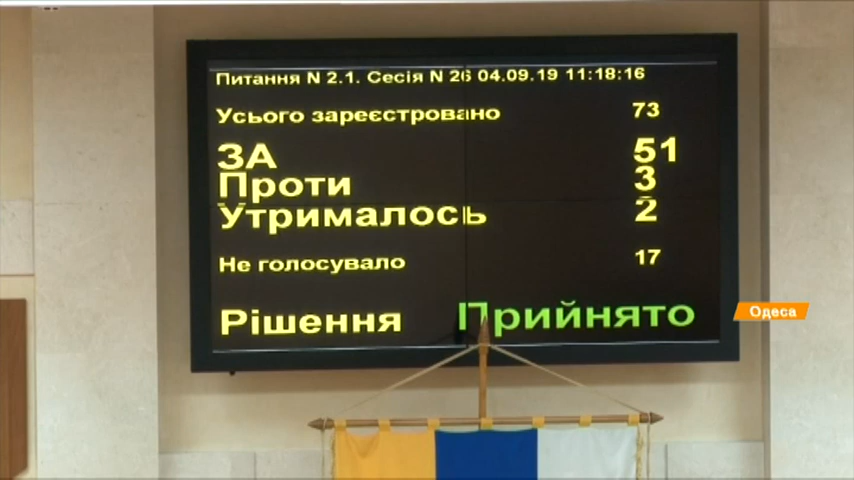 Питання N 2.1. Сесія N 26 04.09.19 11:18:16
Усього зареєстровано 73
ЗА 51
Проти 3
Утрималось 2
Не голосувало 17
Рішення Прийнято
Одеса